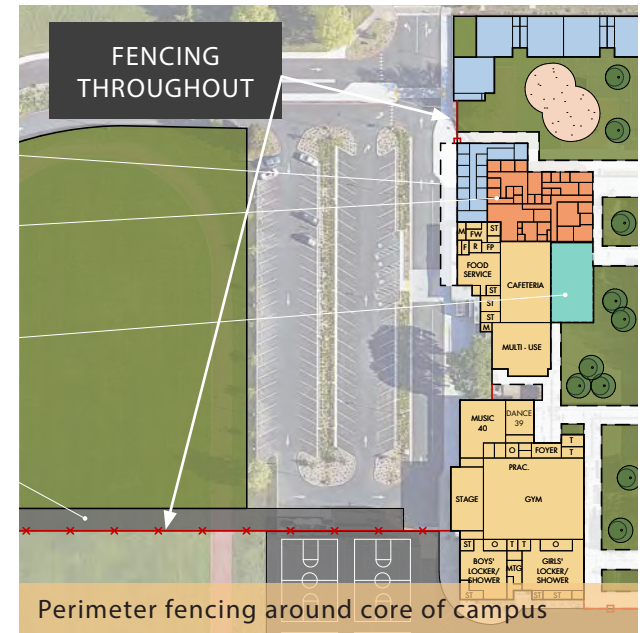 FENCING
THROUGHOUT
M
FW
ST
F
R
FP
FOOD
SERVICE
CAFETERIA
ST
ST
ST
M
MULTI - USE
MUSIC
40
DANCE
39
O
FOYER
T
T
PRAC.
STAGE
GYM
ST
O
T
T
O
BOYS'
LOCKER/
SHOWER
MTG
GIRLS'
LOCKER/
SHOWER
ST
ST
ST
Perimeter fencing around core of campus